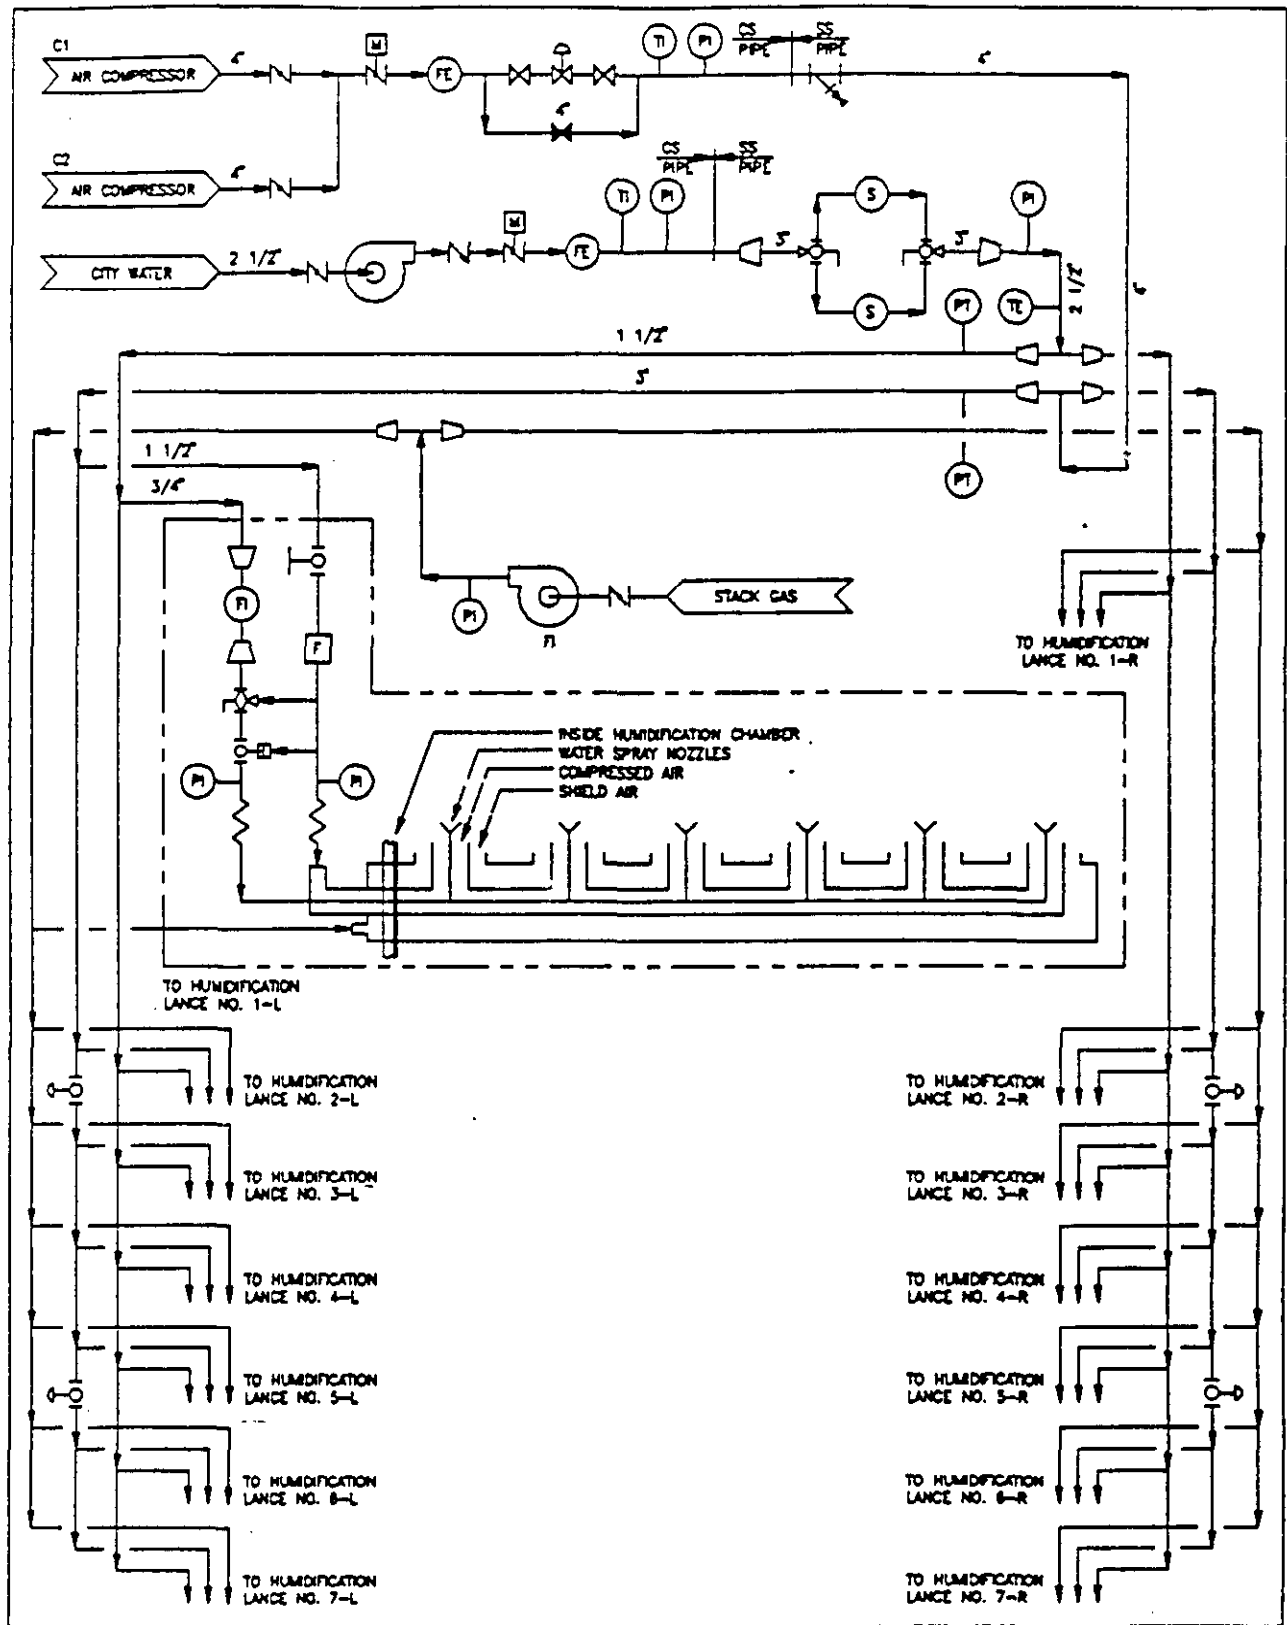 C1
AIR COMPRESSOR
4"
M
FE
TI
PI
CS
PIPE
SS
PIPE
4"
4"
C2
AIR COMPRESSOR
4"
CS
PIPE
SS
PIPE
M
FE
TI
PI
3"
S
S
3"
PI
CITY WATER
2 1/2"
2 1/2"
4"
PT
TE
1 1/2"
3"
1 1/2"
PT
3/4"
FI
F
PI
F1
STACK GAS
TO HUMIDIFICATION
LANCE NO. 1-R
INSIDE HUMIDIFICATION CHAMBER
WATER SPRAY NOZZLES
COMPRESSED AIR
SHIELD AIR
PI
PI
TO HUMIDIFICATION
LANCE NO. 1-L
TO HUMIDIFICATION
LANCE NO. 2-L
TO HUMIDIFICATION
LANCE NO. 2-R
TO HUMIDIFICATION
LANCE NO. 3-L
TO HUMIDIFICATION
LANCE NO. 3-R
TO HUMIDIFICATION
LANCE NO. 4-L
TO HUMIDIFICATION
LANCE NO. 4-R
TO HUMIDIFICATION
LANCE NO. 5-L
TO HUMIDIFICATION
LANCE NO. 5-R
TO HUMIDIFICATION
LANCE NO. 6-L
TO HUMIDIFICATION
LANCE NO. 6-R
TO HUMIDIFICATION
LANCE NO. 7-L
TO HUMIDIFICATION
LANCE NO. 7-R